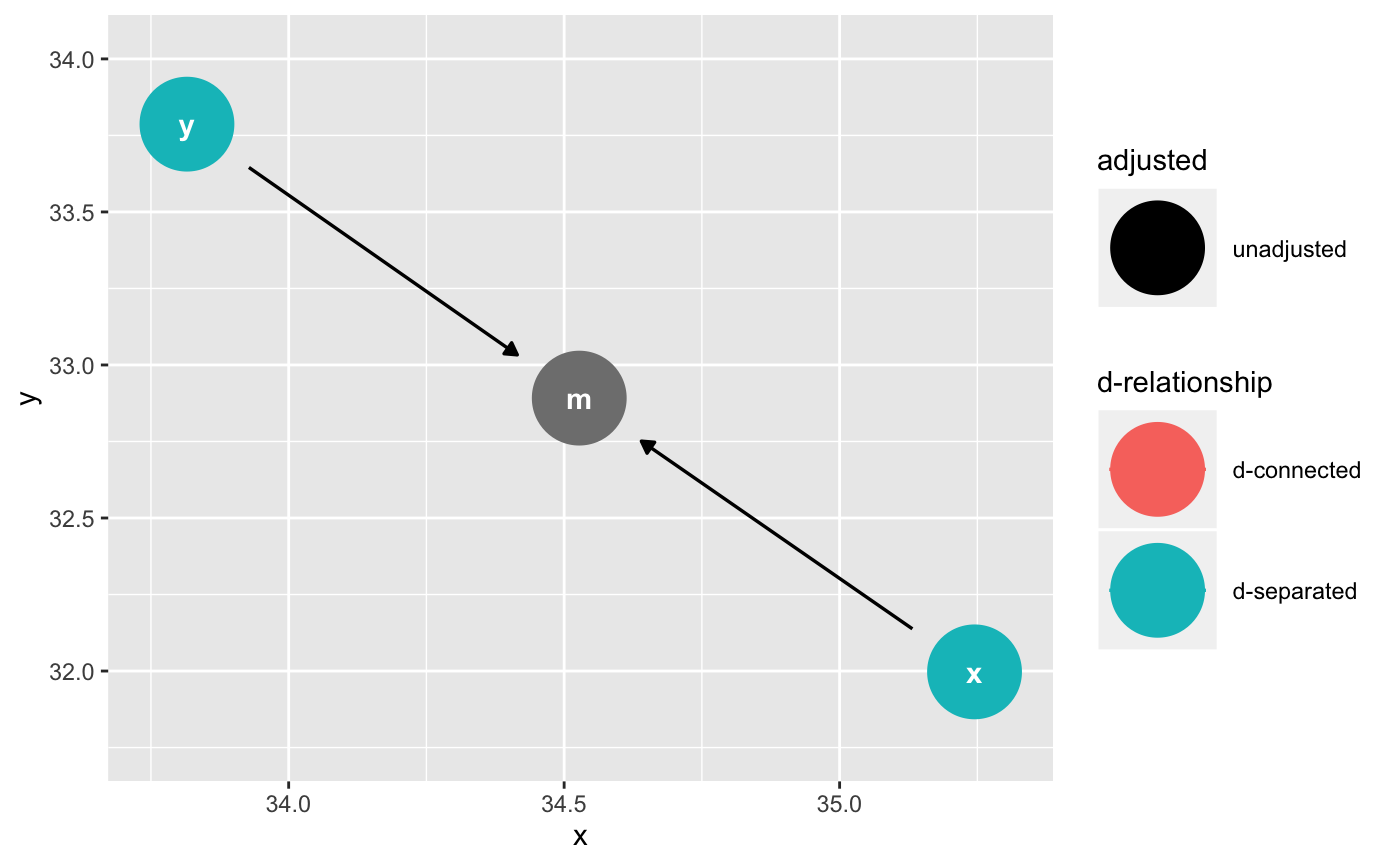 34.0
33.5
33.0
32.5
32.0
y
y
m
x
34.0
34.5
35.0
x
adjusted
unadjusted
d-relationship
d-connected
d-separated